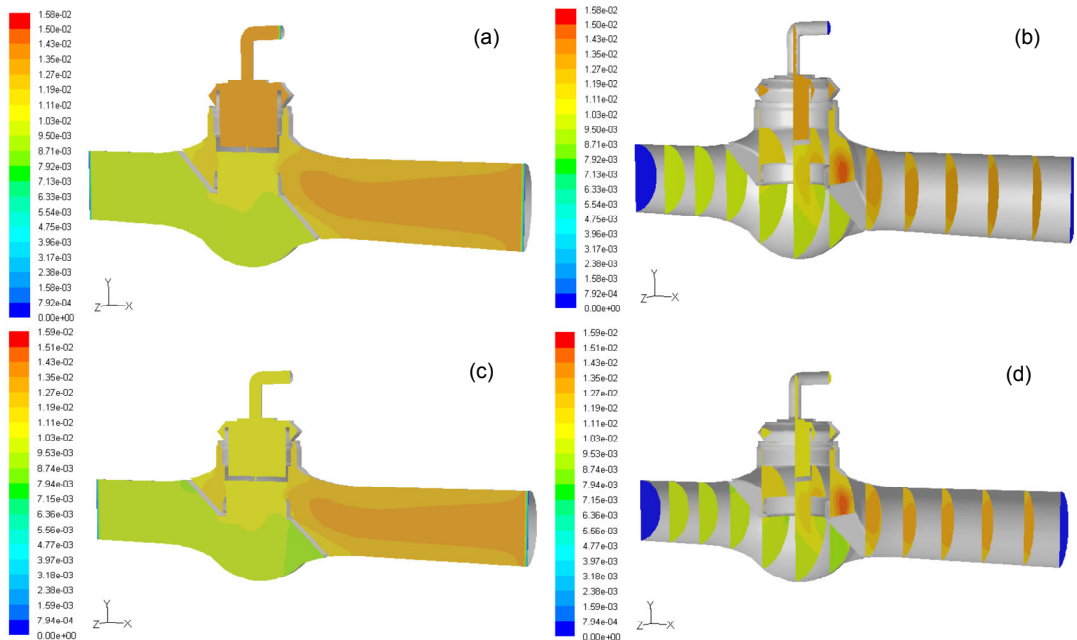 1.58e-02
1.50e-02
1.42e-02
1.35e-02
1.27e-02
1.19e-02
1.11e-02
1.03e-02
9.50e-03
8.71e-03
7.92e-03
7.13e-03
6.33e-03
5.54e-03
4.75e-03
3.96e-03
3.17e-03
2.38e-03
1.58e-03
7.92e-04
0.00e+00
(a)
Y
Z X
1.58e-02
1.50e-02
1.42e-02
1.35e-02
1.27e-02
1.19e-02
1.11e-02
1.03e-02
9.50e-03
8.71e-03
7.92e-03
7.13e-03
6.33e-03
5.54e-03
4.75e-03
3.96e-03
3.17e-03
2.38e-03
1.58e-03
7.92e-04
0.00e+00
(b)
Y
Z X
1.59e-02
1.51e-02
1.43e-02
1.35e-02
1.27e-02
1.19e-02
1.11e-02
1.03e-02
9.53e-03
8.74e-03
7.94e-03
7.15e-03
6.36e-03
5.56e-03
4.77e-03
3.97e-03
3.18e-03
2.38e-03
1.59e-03
7.94e-04
0.00e+00
(c)
Y
Z X
1.59e-02
1.51e-02
1.43e-02
1.35e-02
1.27e-02
1.19e-02
1.11e-02
1.03e-02
9.53e-03
8.74e-03
7.94e-03
7.15e-03
6.36e-03
5.56e-03
4.77e-03
3.97e-03
3.18e-03
2.38e-03
1.59e-03
7.94e-04
0.00e+00
(d)
Y
Z X